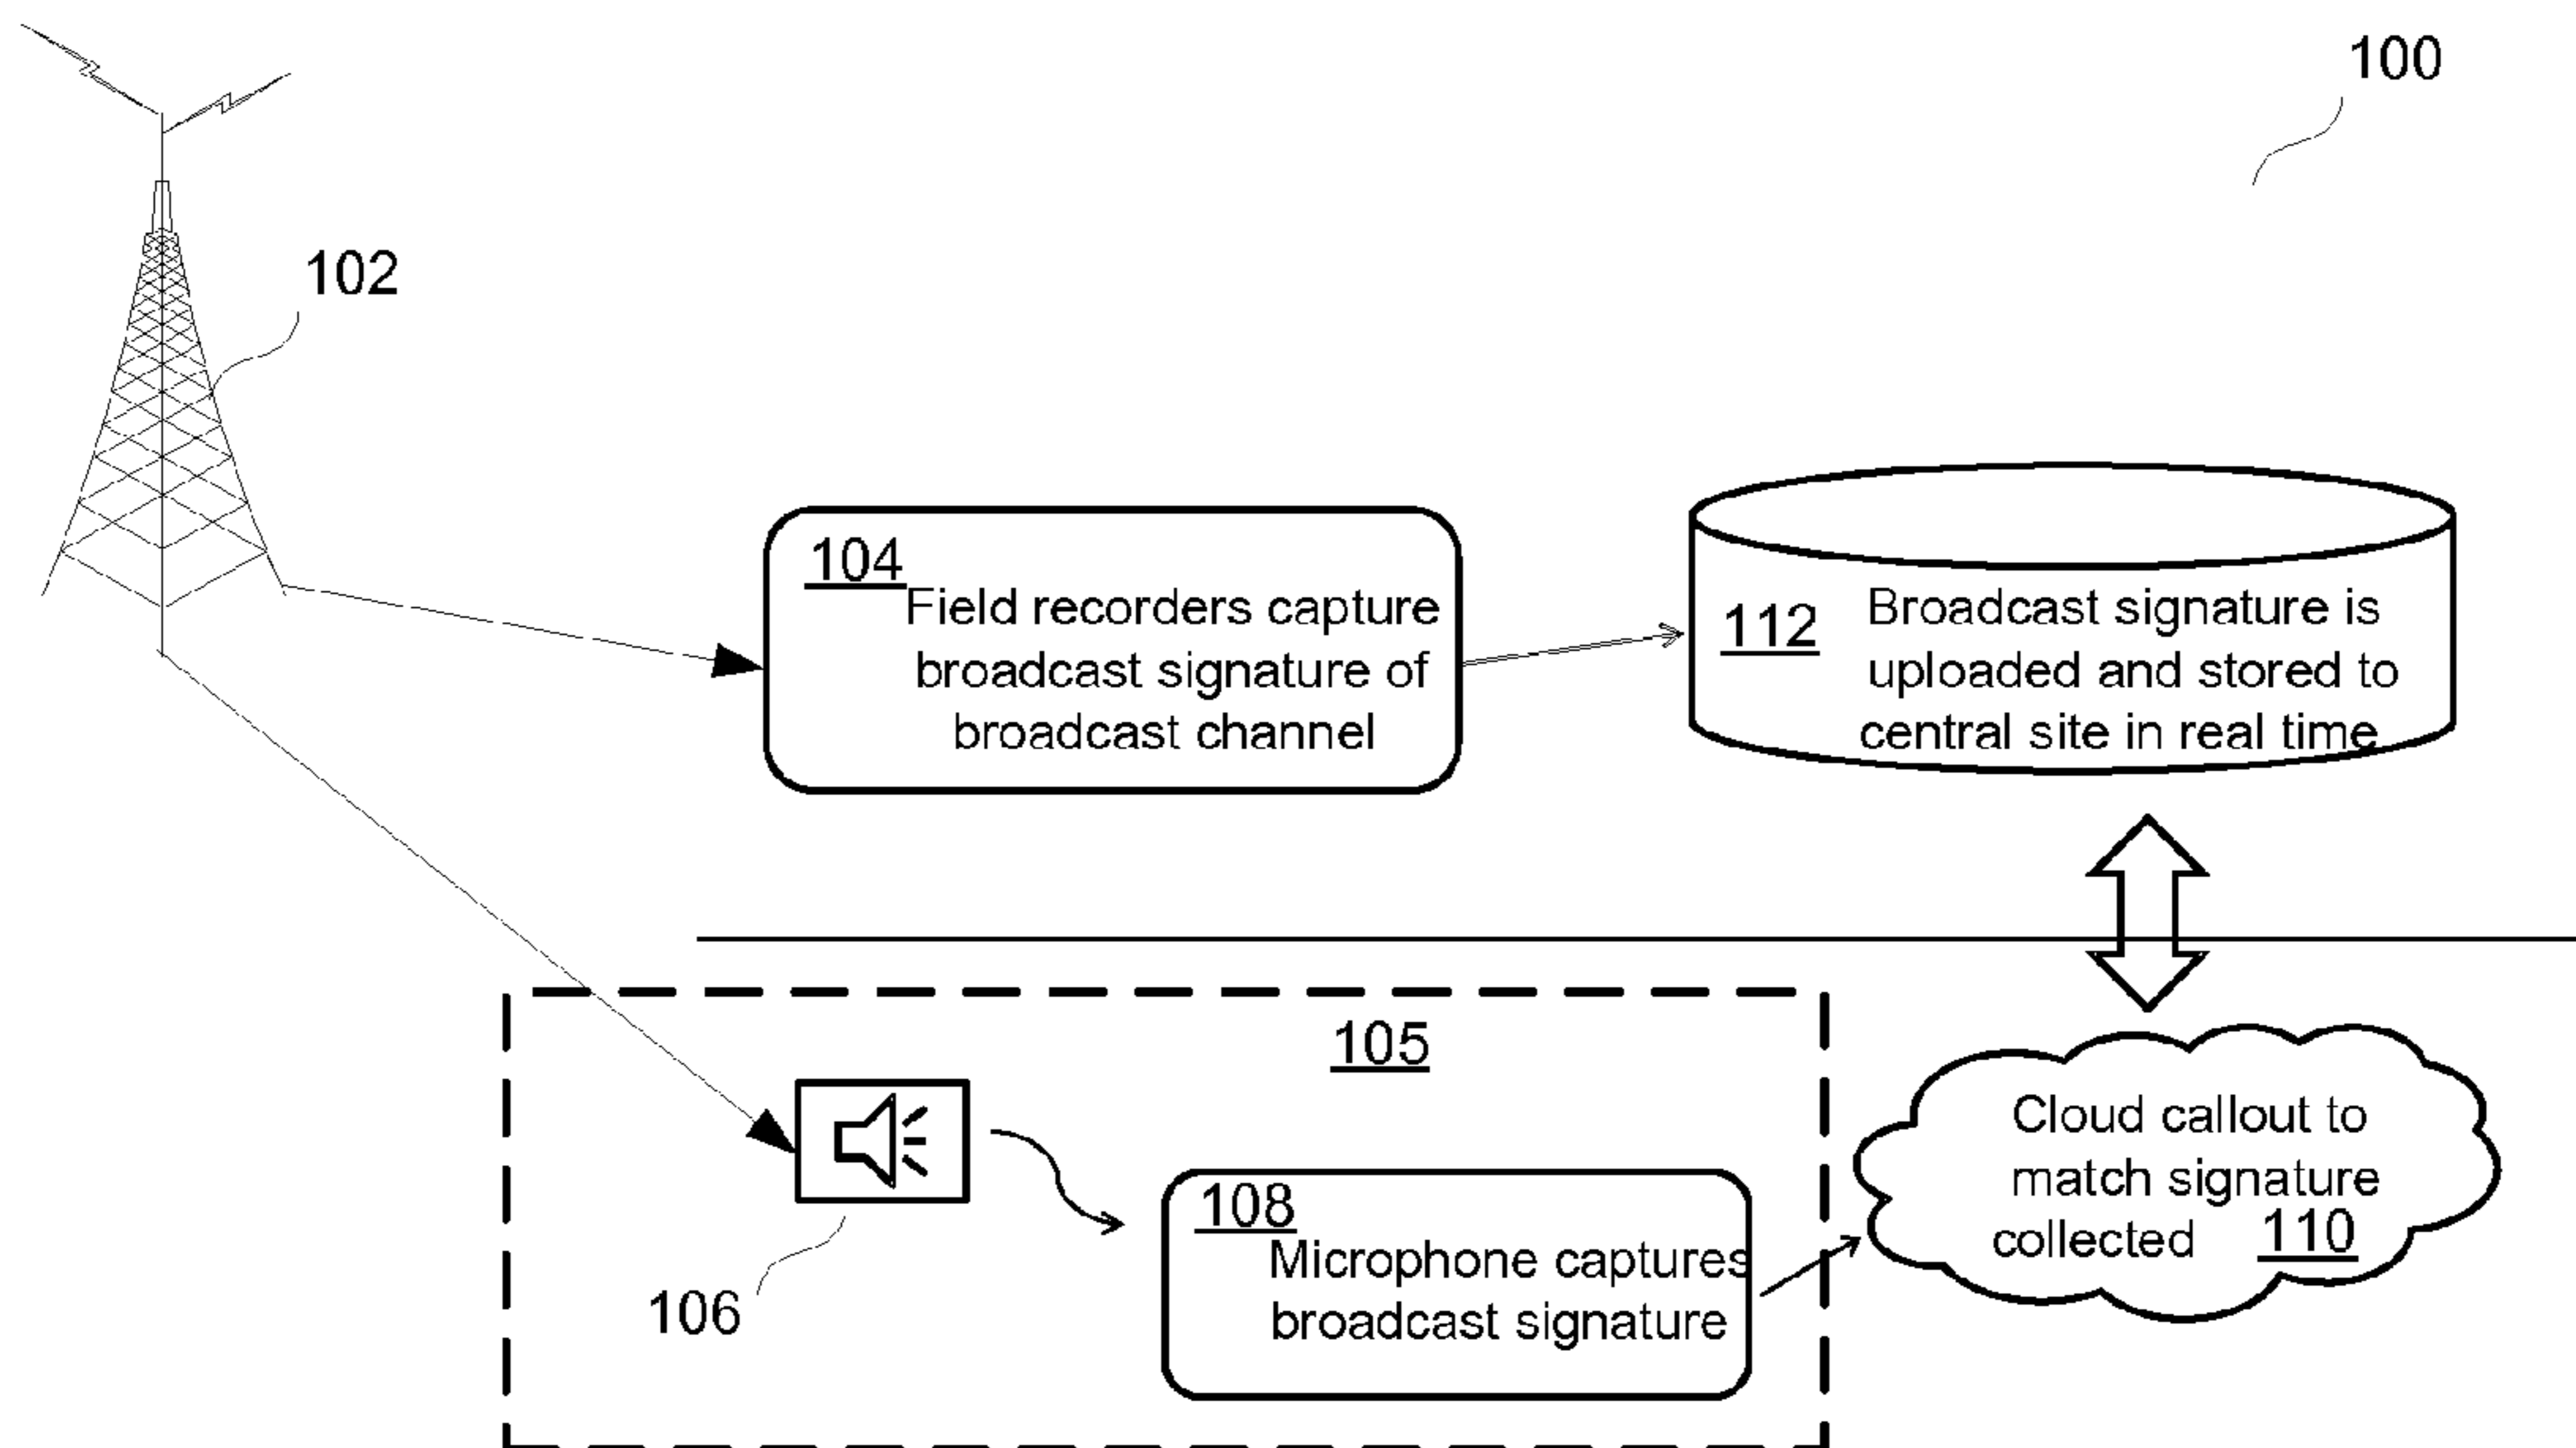 100
102
104
Field recorders capture
broadcast signature of
broadcast channel
112
Broadcast signature is
uploaded and stored to
central site in real time
105
106
108
Microphone captures
broadcast signature
Cloud callout to
match signature
collected 110